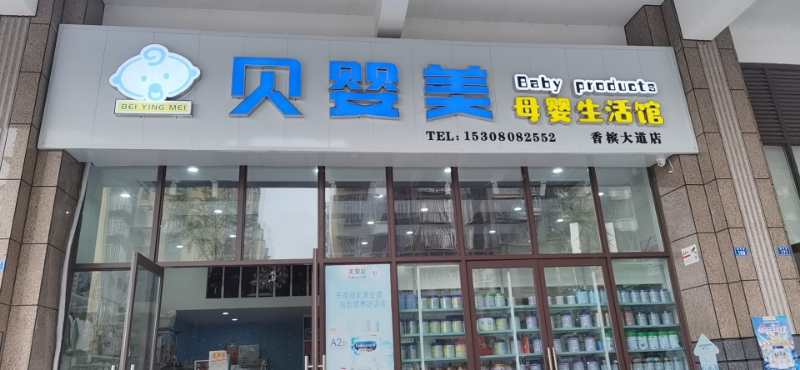 贝婴美
Baby products
母婴生活馆
BEI YING MEI
TEL: 15308082552 香槟大道店
A2